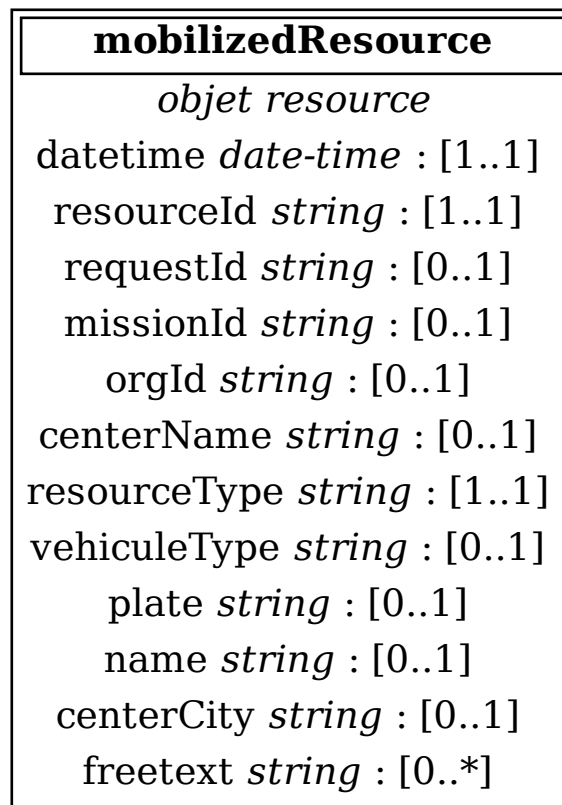 mobilizedResource
objet resource
datetime date-time : [1..1]
resourceId string : [1..1]
requestId string : [0..1]
missionId string : [0..1]
orgId string : [0..1]
centerName string : [0..1]
resourceType string : [1..1]
vehiculeType string : [0..1]
plate string : [0..1]
name string : [0..1]
centerCity string : [0..1]
freetext string : [0..*]